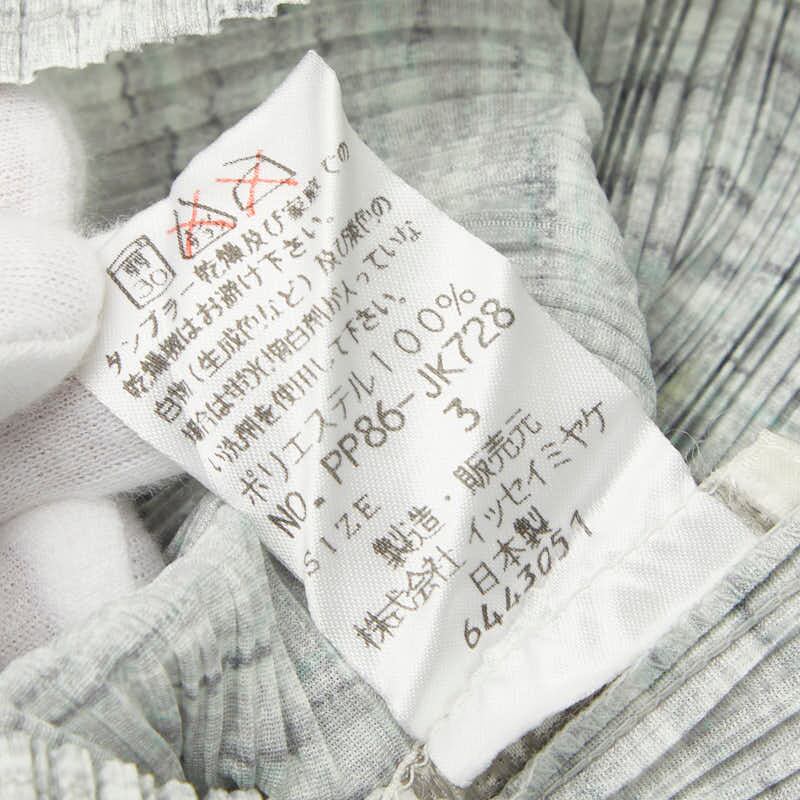 30
タンブラー乾燥及び家庭での
乾燥機はお避け下さい。
白物(生成りなど)及び淡色の
場合は蛍光増白剤が入っていな
い洗剤を使用して下さい。
ポリエステル100%
NO-PP86-JK728
SIZE 3
製造・販売元
株式会社 イッセイミヤケ
日本製
6443051